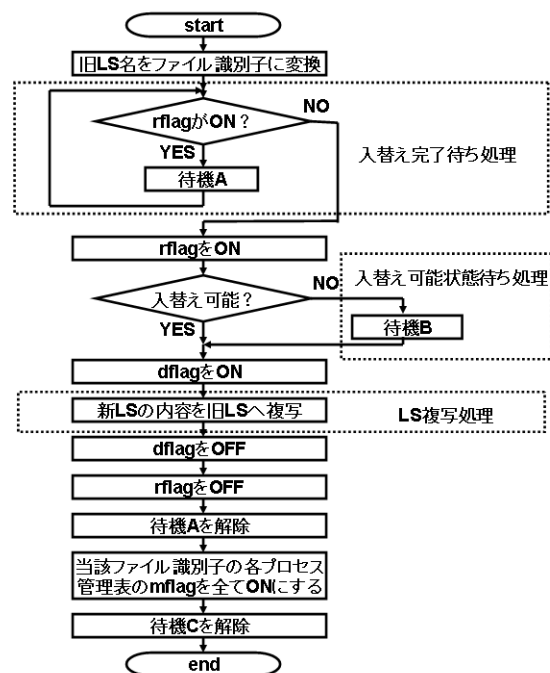 start
旧LS名をファイル識別子に変換
rflagがON？
NO
YES
待機A
入替え完了待ち処理
rflagをON
入替え可能？
NO
YES
入替え可能状態待ち処理
待機B
dflagをON
新LSの内容を旧LSへ複写
LS複写処理
dflagをOFF
rflagをOFF
待機Aを解除
当該ファイル識別子の各プロセス
管理表のmflagを全てONにする
待機Cを解除
end